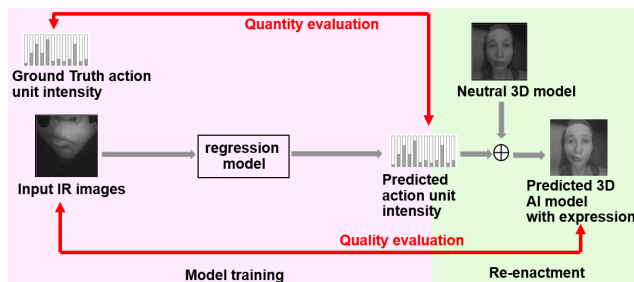 Quantity evaluation
Ground Truth action
unit intensity
Neutral 3D model
regression
model
Input IR images
Predicted
action unit
intensity
Predicted 3D
AI model
with expression
Quality evaluation
Model training
Re-enactment